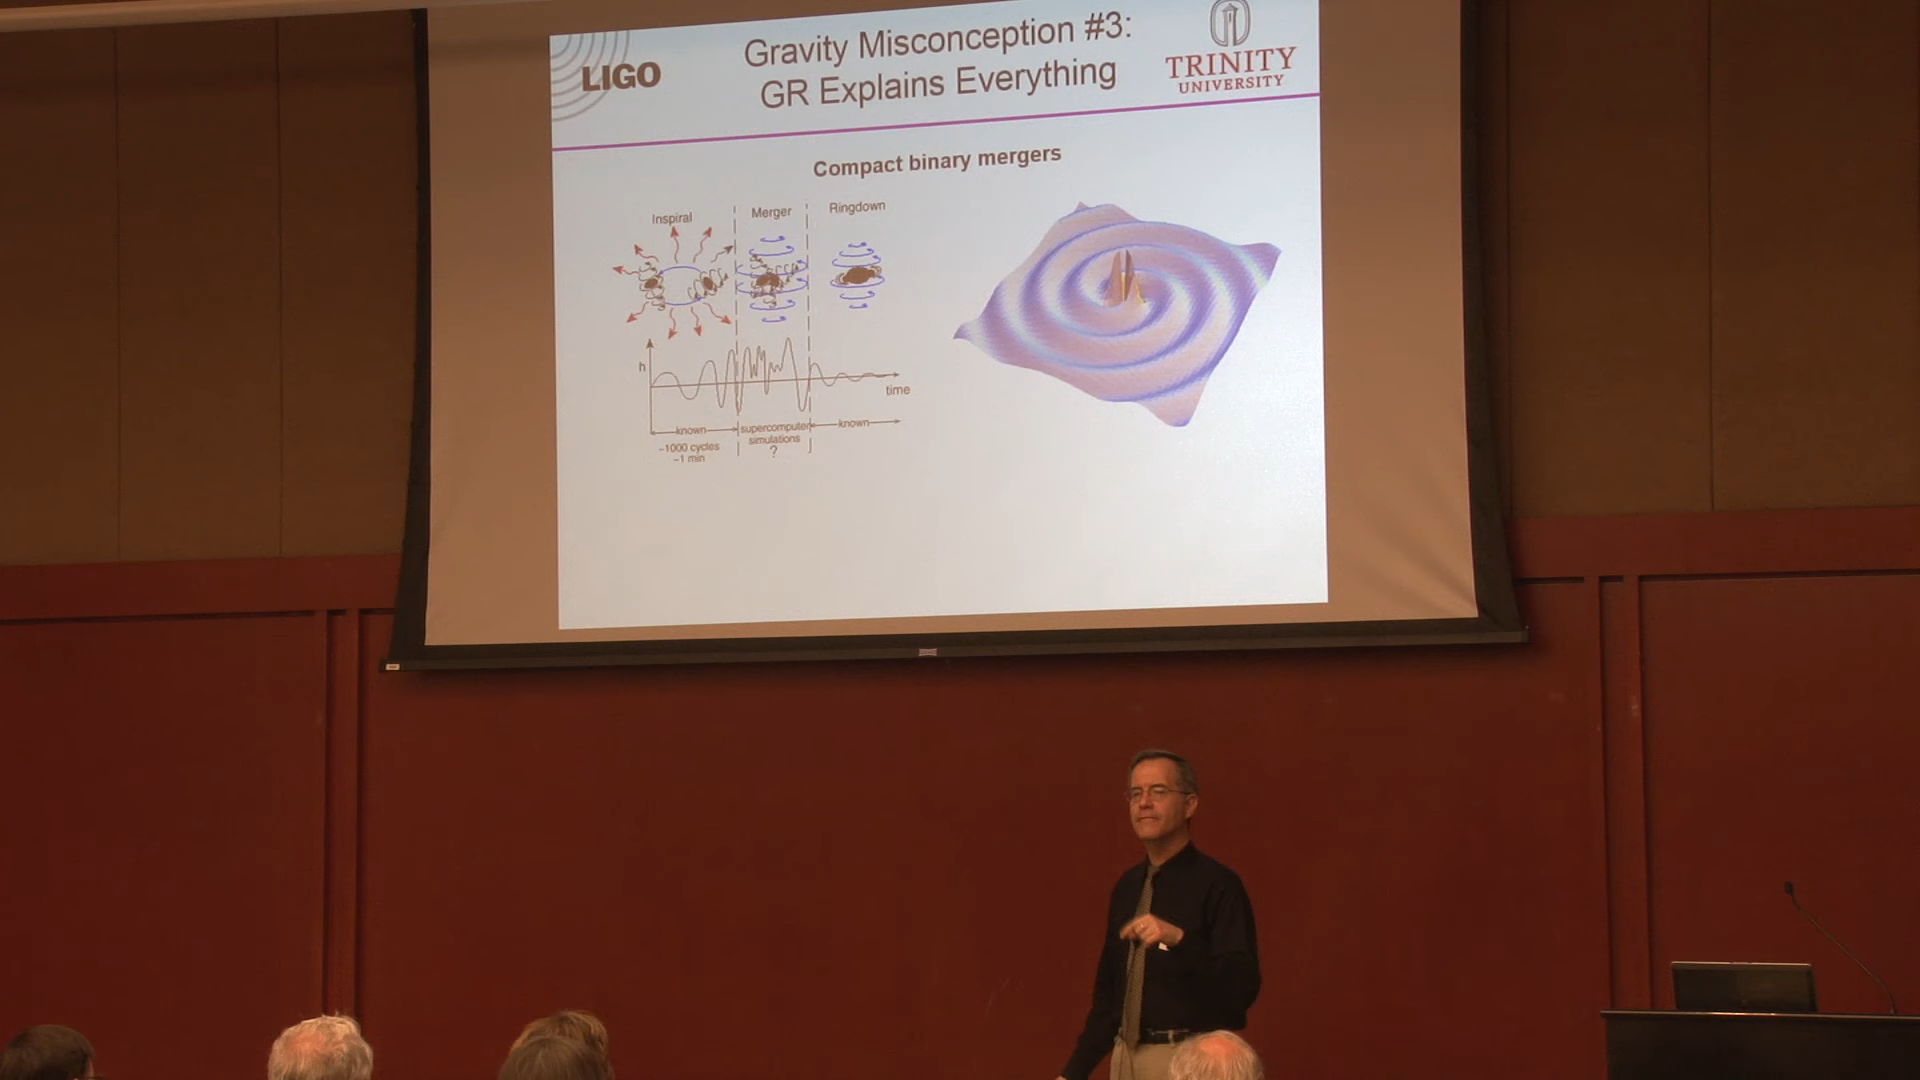 LIGO
Gravity Misconception #3:
GR Explains Everything
TRINITY
UNIVERSITY
Compact binary mergers
Inspiral
Merger
Ringdown
h
time
known
supercomputer
simulations
?
known
~1000 cycles
~1 min